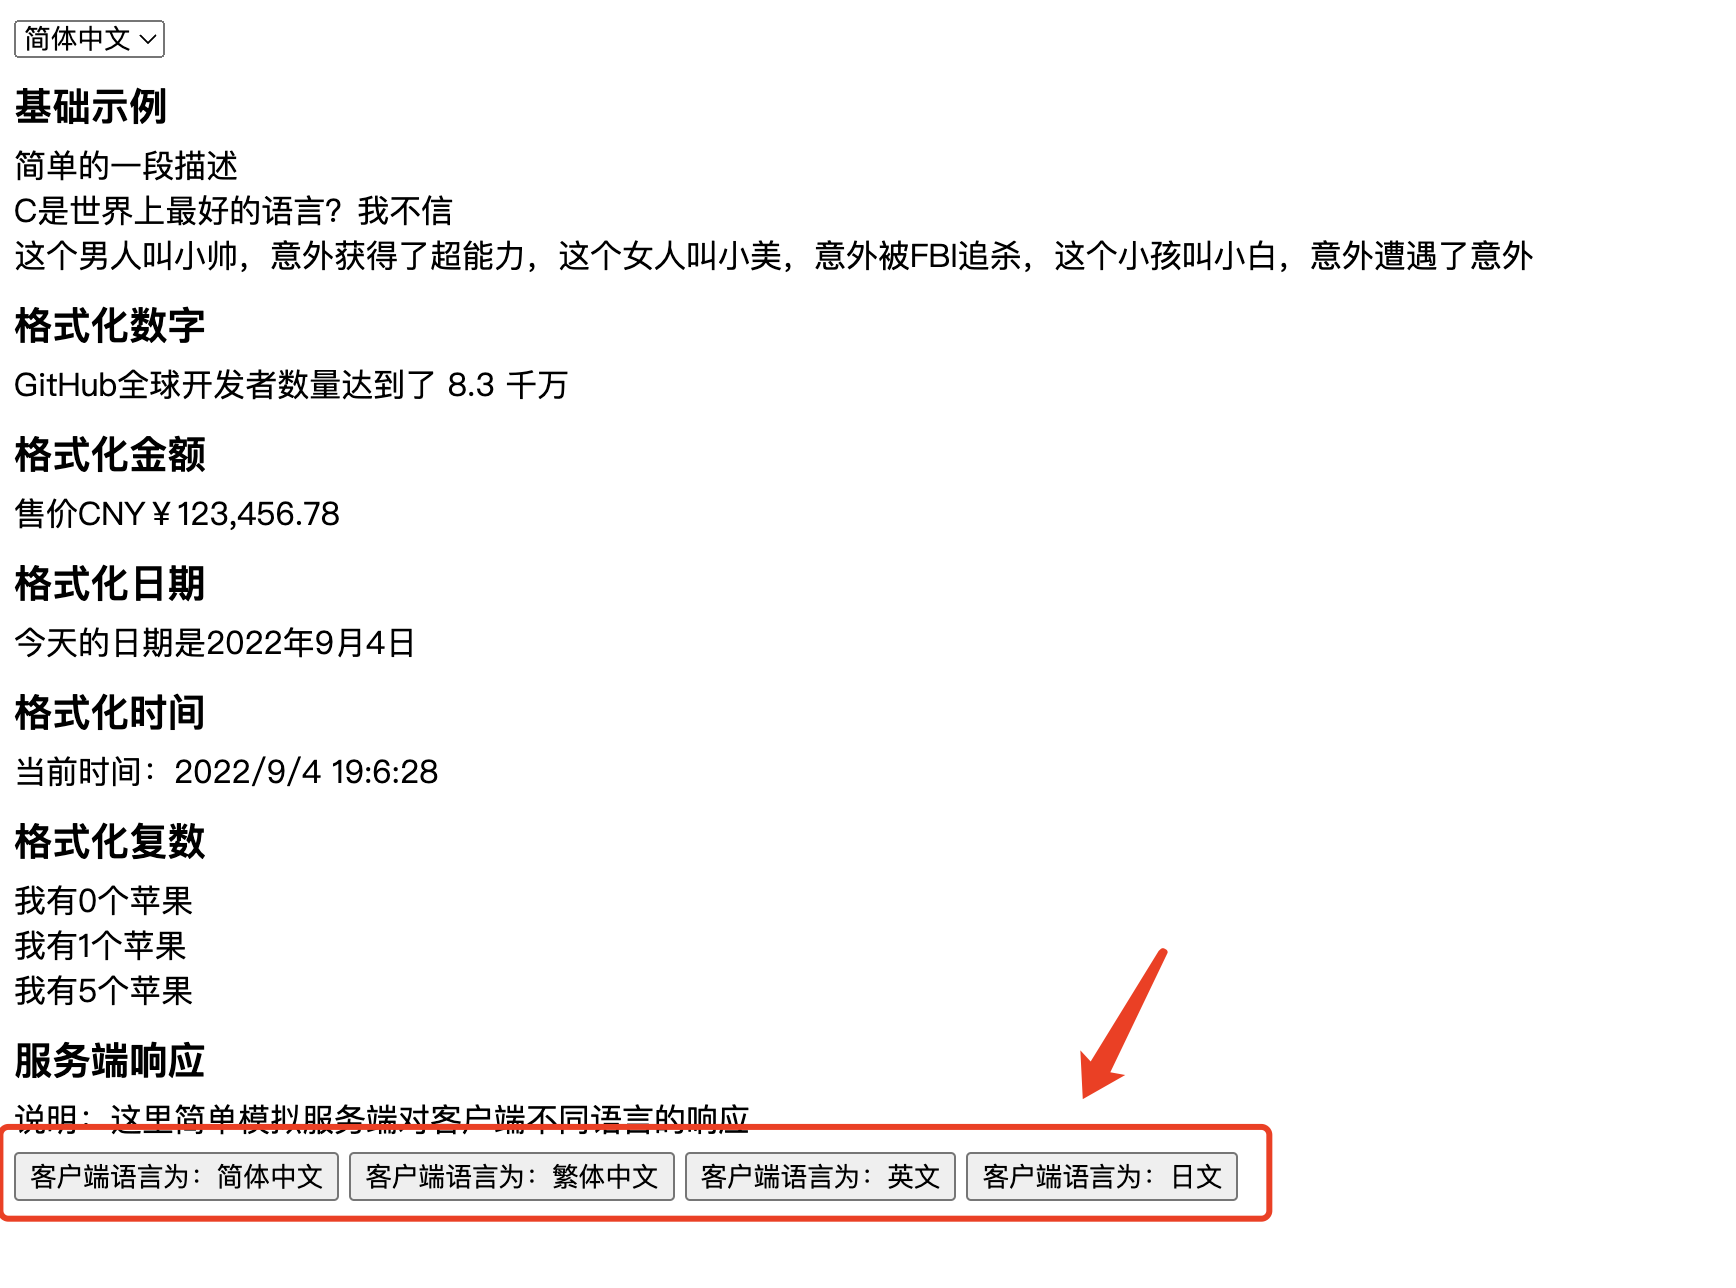 简体中文
基础示例
简单的一段描述
C是世界上最好的语言？我不信
这个男人叫小帅，意外获得了超能力，这个女人叫小美，意外被FBI追杀，这个小孩叫小白，意外遭遇了意外
格式化数字
GitHub全球开发者数量达到了 8.3 千万
格式化金额
售价CNY¥123,456.78
格式化日期
今天的日期是2022年9月4日
格式化时间
当前时间：2022/9/4 19:6:28
格式化复数
我有0个苹果
我有1个苹果
我有5个苹果
服务端响应
说明：这里简单模拟服务端对客户端不同语言的响应
客户端语言为：简体中文 客户端语言为：繁体中文 客户端语言为：英文 客户端语言为：日文